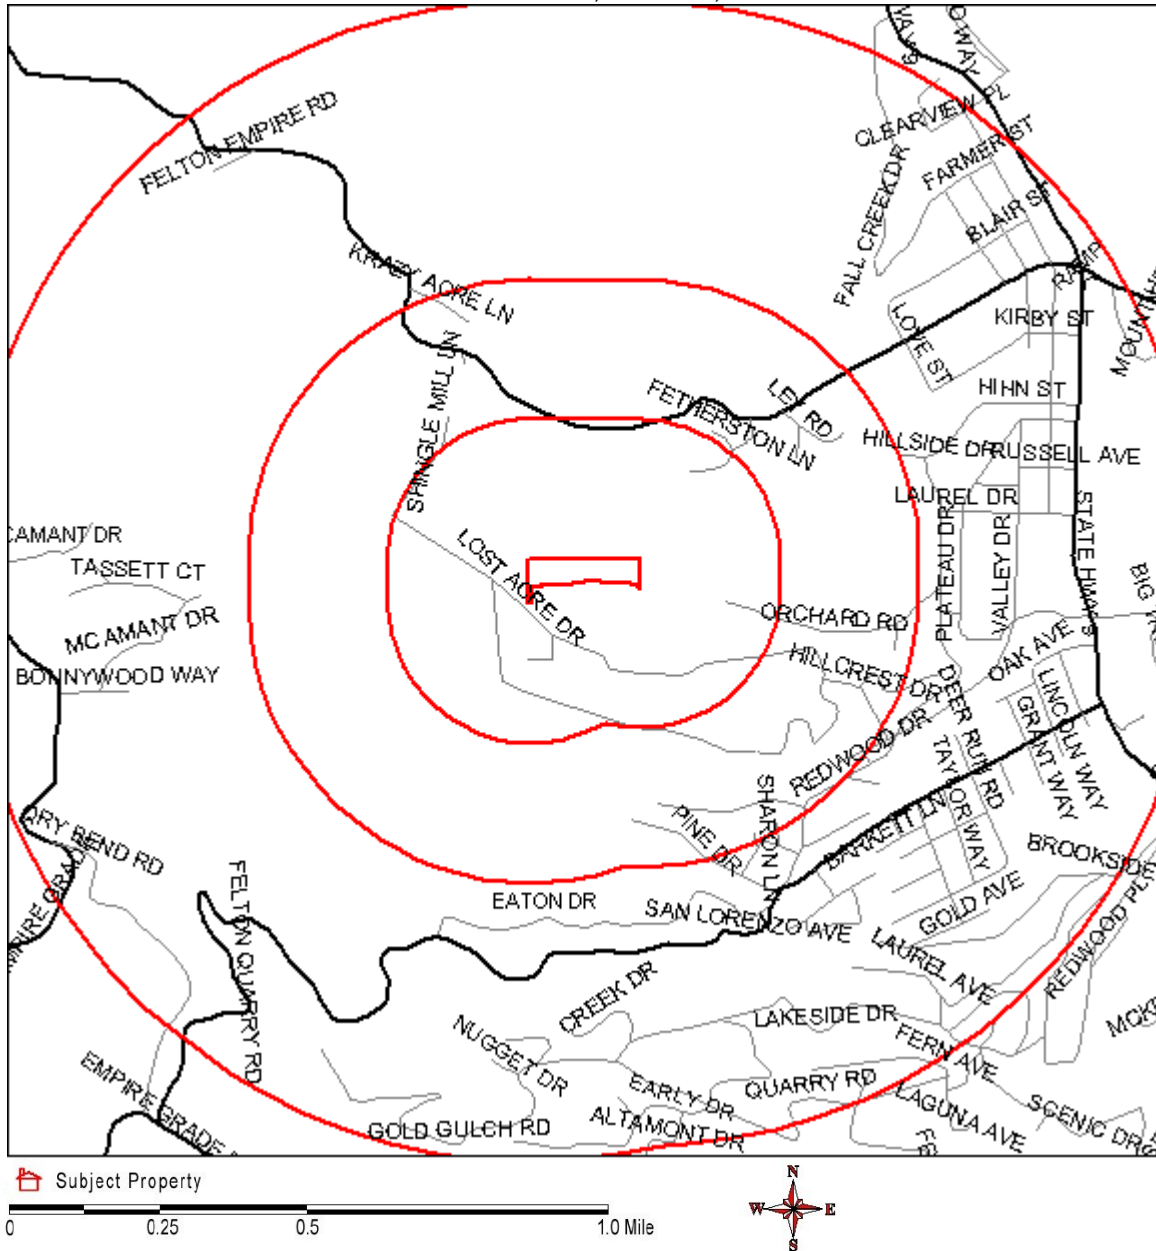 CLEARVIEW PL
FELTON EMPIRE RD
FARMER ST
FALL CREEK DR
BLAIR ST
RAMP
KRAZY ACRE LN
LOVE ST
KIRBY ST
SHINGLE MILL LN
FETHERSTON LN
HIHN ST
HILLSIDE DR
RUSSELL AVE
LAUREL DR
STATE HWY 9
PLATEAU DR
VALLEY DR
CAMANT DR
TASSETT CT
LOST ACRE DR
MC AMANT DR
ORCHARD RD
OAK AVE
BONNYWOOD WAY
HILLCREST DR
DEER RUN RD
LINCOLN WAY
GRANT WAY
REDWOOD DR
TAYLOR WAY
SHARON LN
PINE DR
DRY BEND RD
BROOKSIDE
FELTON QUARRY RD
EATON DR
SAN LORENZO AVE
GOLD AVE
LAUREL AVE
CREEK DR
LAKESIDE DR
NUGGET DR
FERN AVE
EARLY DR
QUARRY RD
EMPIRE GRADE
LAGUNA AVE
SCENIC DR
GOLD GULCH RD
ALTAMONT DR
Subject Property
0 0.25 0.5 1.0 Mile
N
W E
S